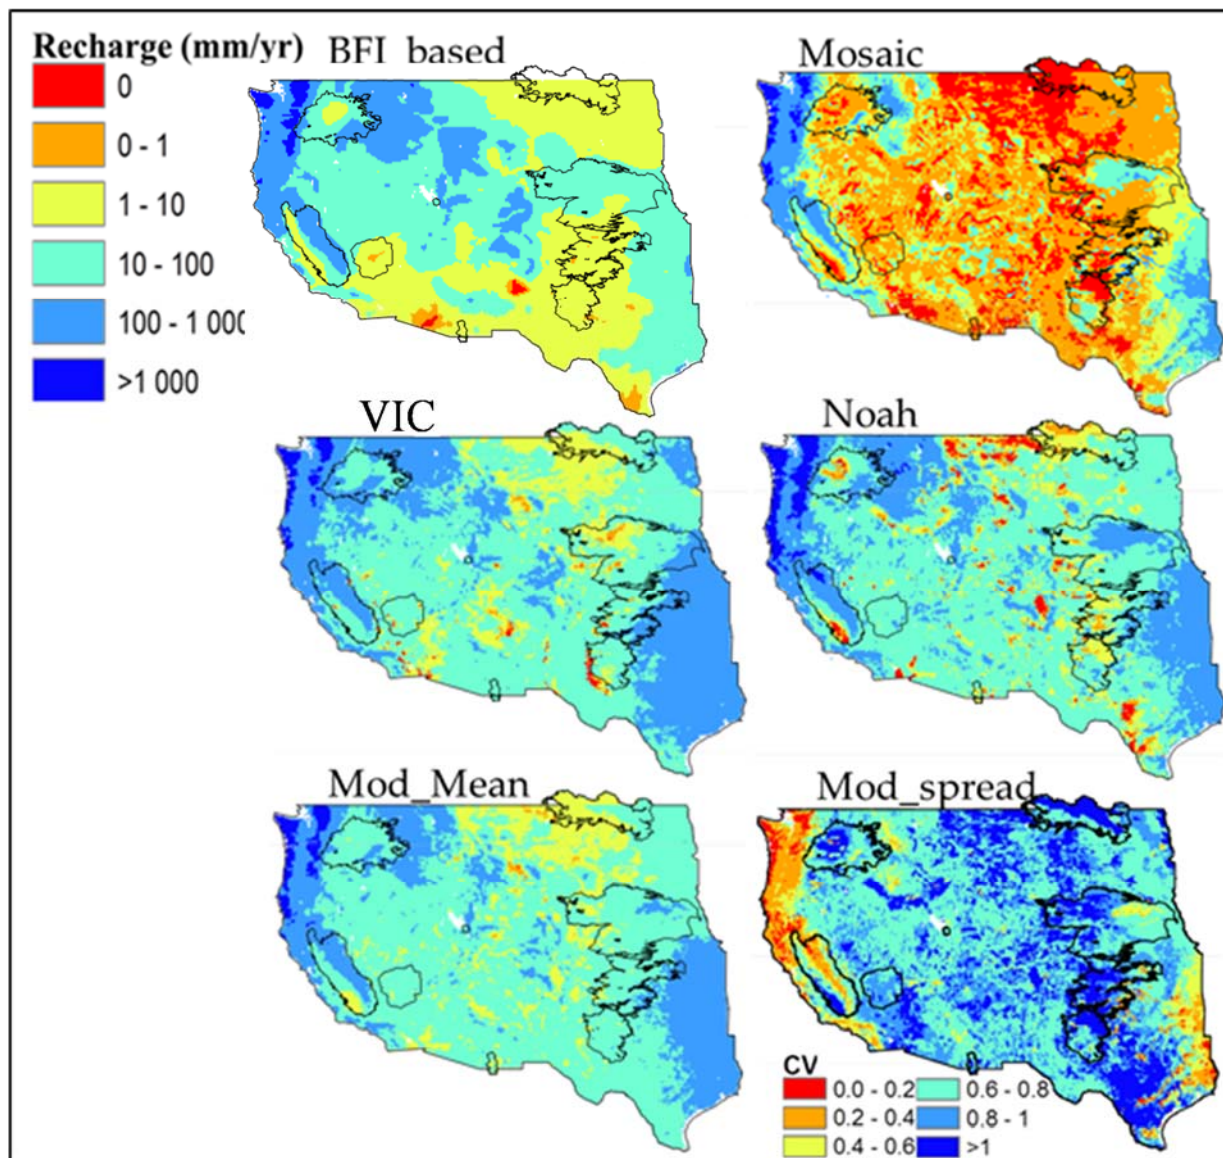 Recharge (mm/yr)
0
0 - 1
1 - 10
10 - 100
100 - 1 000
>1 000
BFI_based
Mosaic
VIC
Noah
Mod_Mean
Mod_spread
CV
0.0 - 0.2
0.2 - 0.4
0.4 - 0.6
0.6 - 0.8
0.8 - 1
>1